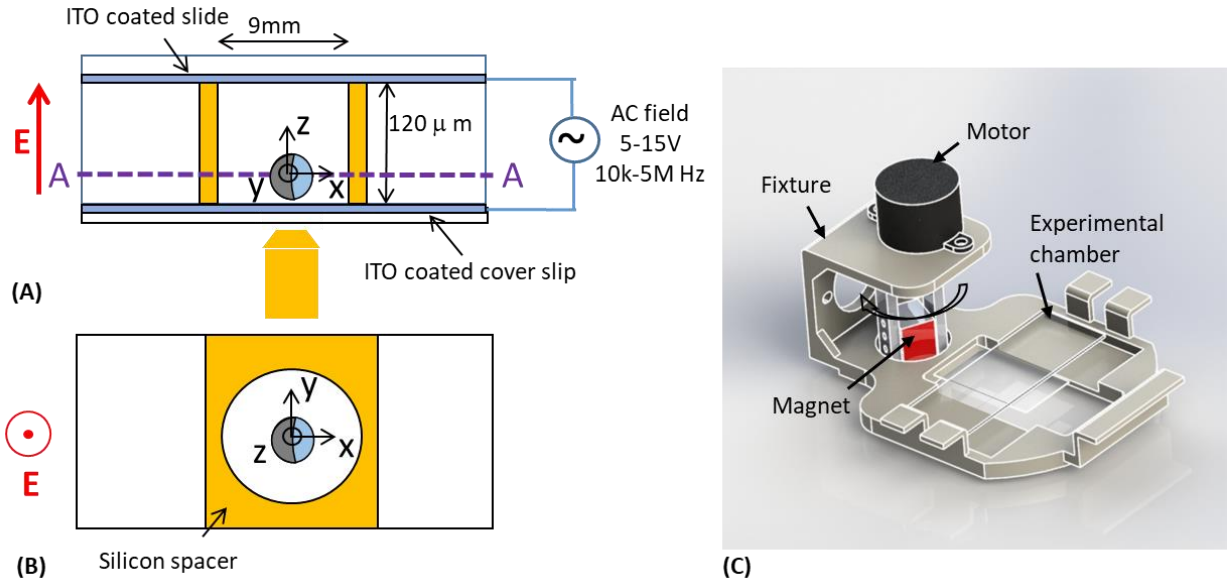 ITO coated slide
9mm
E
z
120 μ m
A
A
y
x
~
AC field
5-15V
10k-5M Hz
ITO coated cover slip
(A)
y
x
z
E
Silicon spacer
(B)
Motor
Fixture
Experimental
chamber
Magnet
(C)